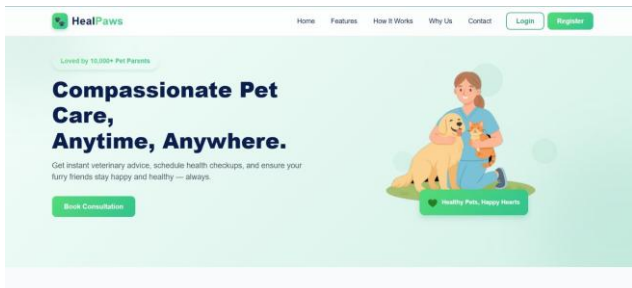 HealPaws
Home Features How It Works Why Us Contact Login Register
Loved by 10,000+ Pet Parents
Compassionate Pet
Care,
Anytime, Anywhere.
Get instant veterinary advice, schedule health checkups, and ensure your
furry friends stay happy and healthy — always.
Book Consultation
Healthy Pets, Happy Hearts